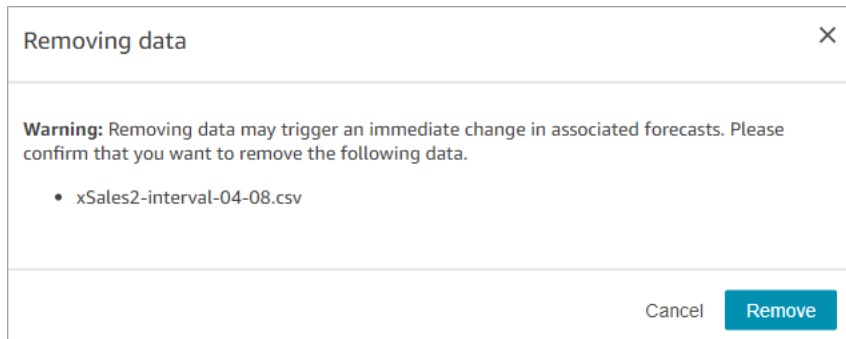 Removing data
Warning: Removing data may trigger an immediate change in associated forecasts. Please
confirm that you want to remove the following data.
• xSales2-interval-04-08.csv
Cancel Remove